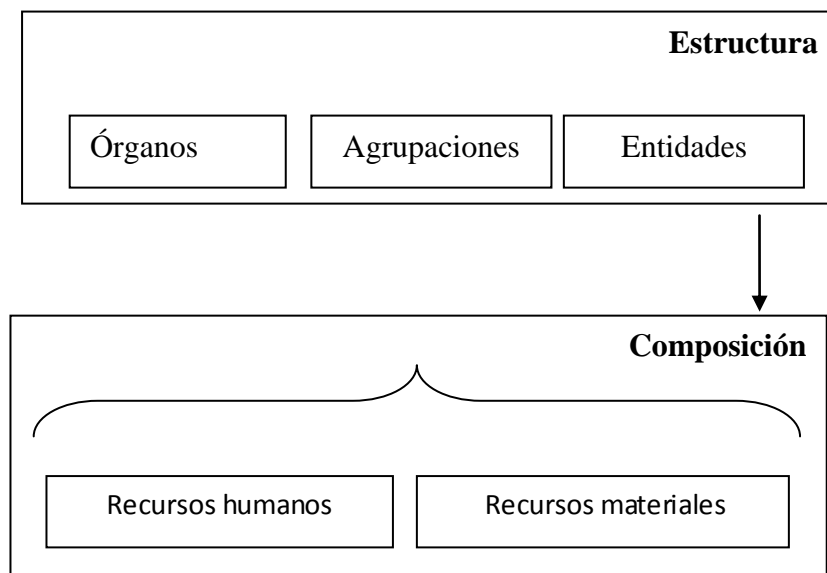 Estructura
Órganos Agrupaciones Entidades
Composición
Recursos humanos Recursos materiales